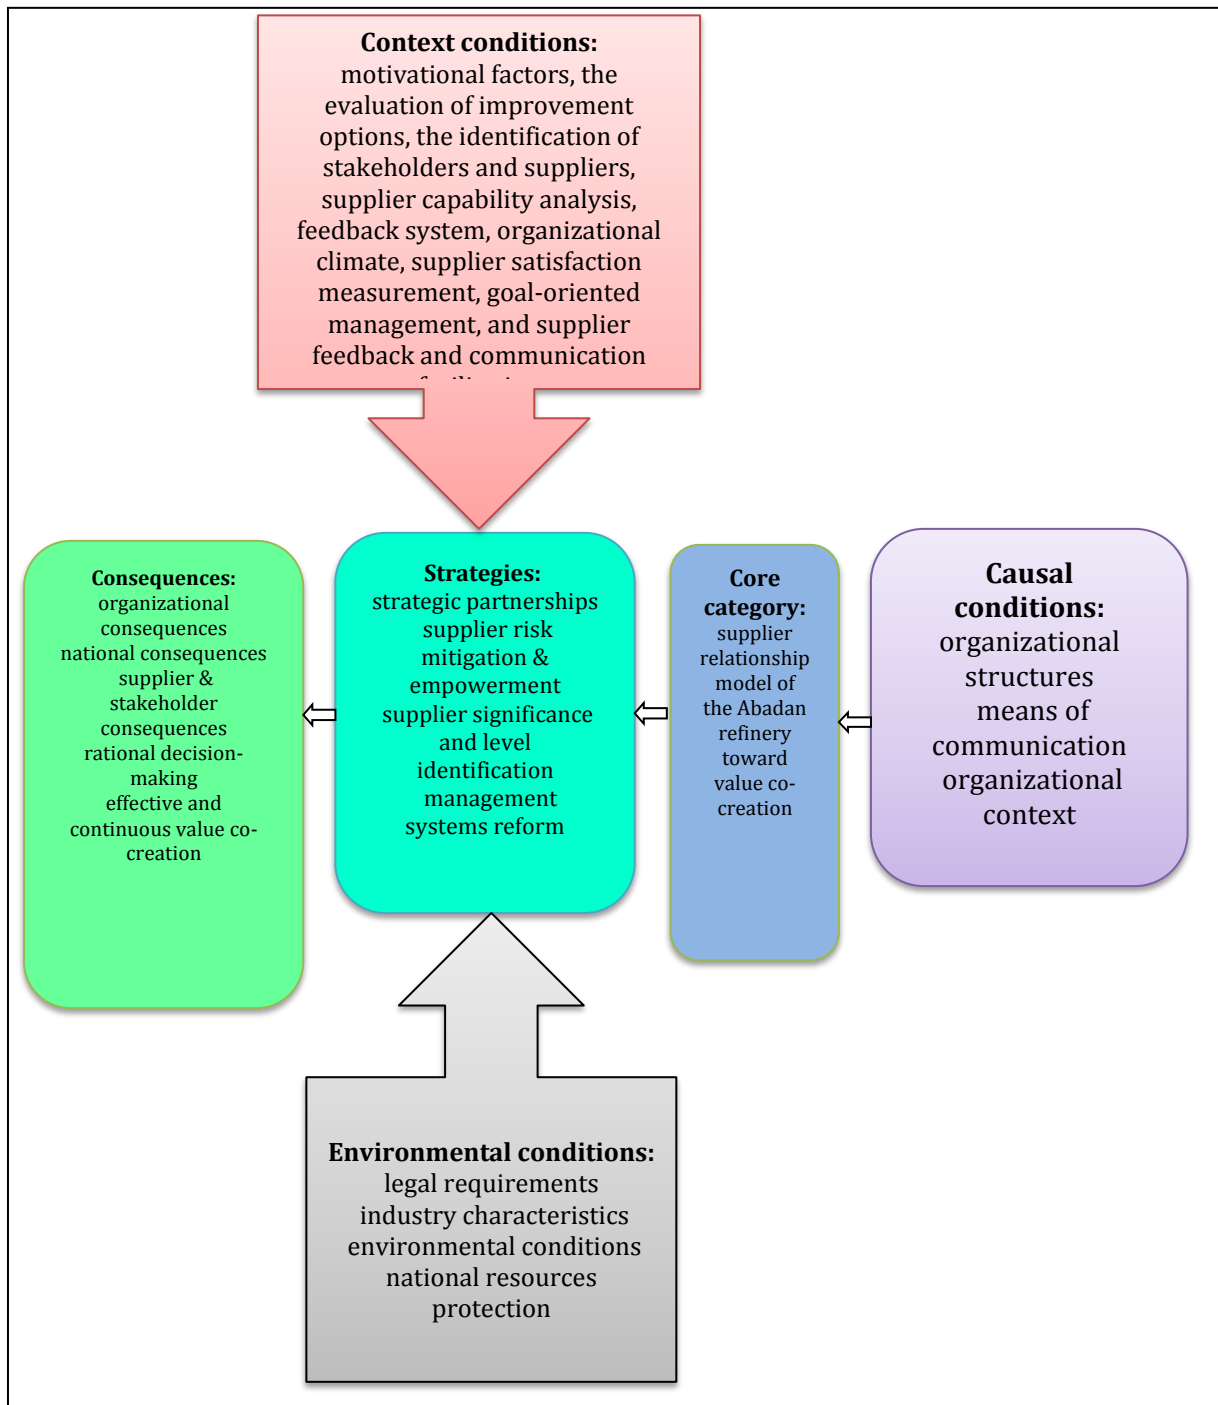 Context conditions:
motivational factors, the
evaluation of improvement
options, the identification of
stakeholders and suppliers,
supplier capability analysis,
feedback system, organizational
climate, supplier satisfaction
measurement, goal-oriented
management, and supplier
feedback and communication
Consequences:
organizational
consequences
national consequences
supplier &
stakeholder
consequences
rational decision-
making
effective and
continuous value co-
creation
Strategies:
strategic partnerships
supplier risk
mitigation &
empowerment
supplier significance
and level
identification
management
systems reform
Core
category:
supplier
relationship
model of
the Abadan
refinery
toward
value co-
creation
Causal
conditions:
organizational
structures
means of
communication
organizational
context
Environmental conditions:
legal requirements
industry characteristics
environmental conditions
national resources
protection